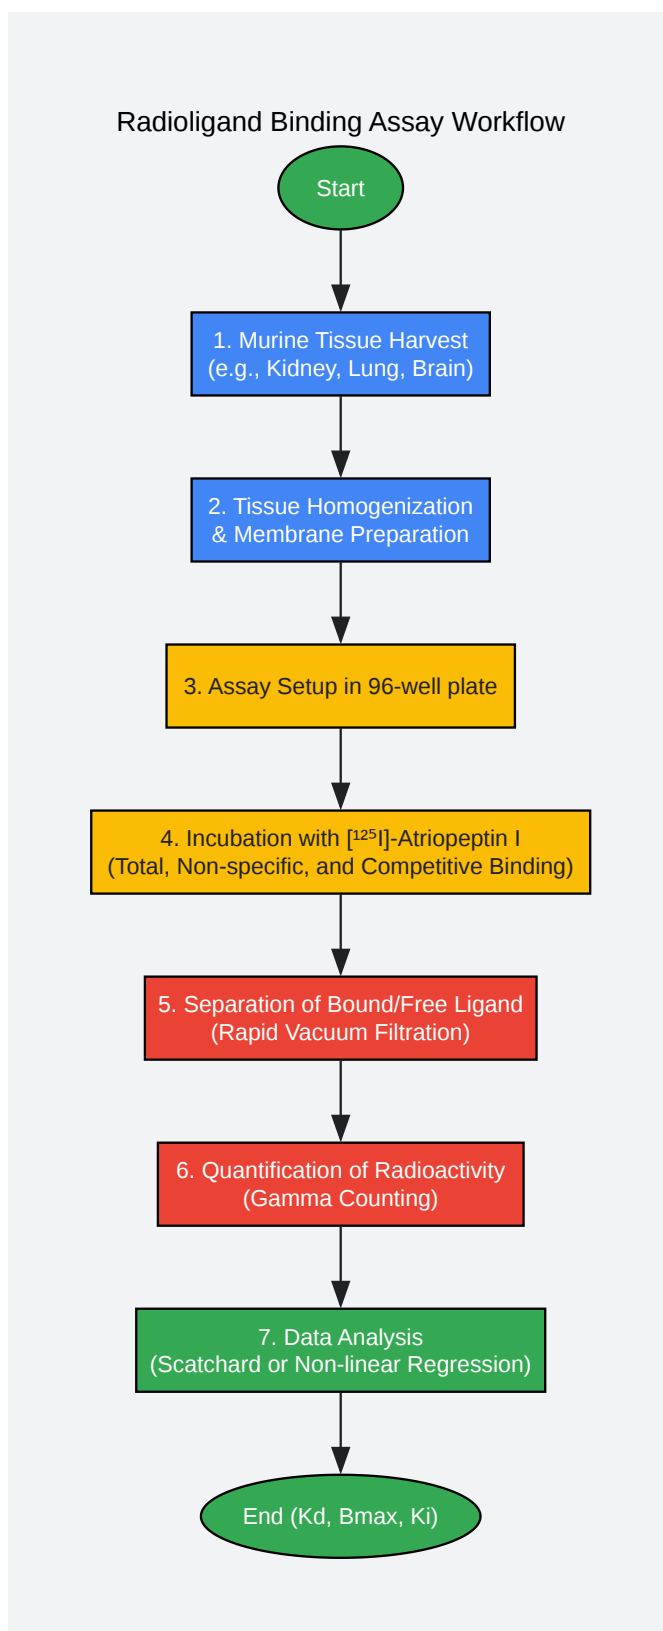 Radioligand Binding Assay Workflow
Start
1. Murine Tissue Harvest
(e.g., Kidney, Lung, Brain)
2. Tissue Homogenization
& Membrane Preparation
3. Assay Setup in 96-well plate
4. Incubation with [¹²⁵I]-Atriopeptin I
(Total, Non-specific, and Competitive Binding)
5. Separation of Bound/Free Ligand
(Rapid Vacuum Filtration)
6. Quantification of Radioactivity
(Gamma Counting)
7. Data Analysis
(Scatchard or Non-linear Regression)
End (Kd, Bmax, Ki)